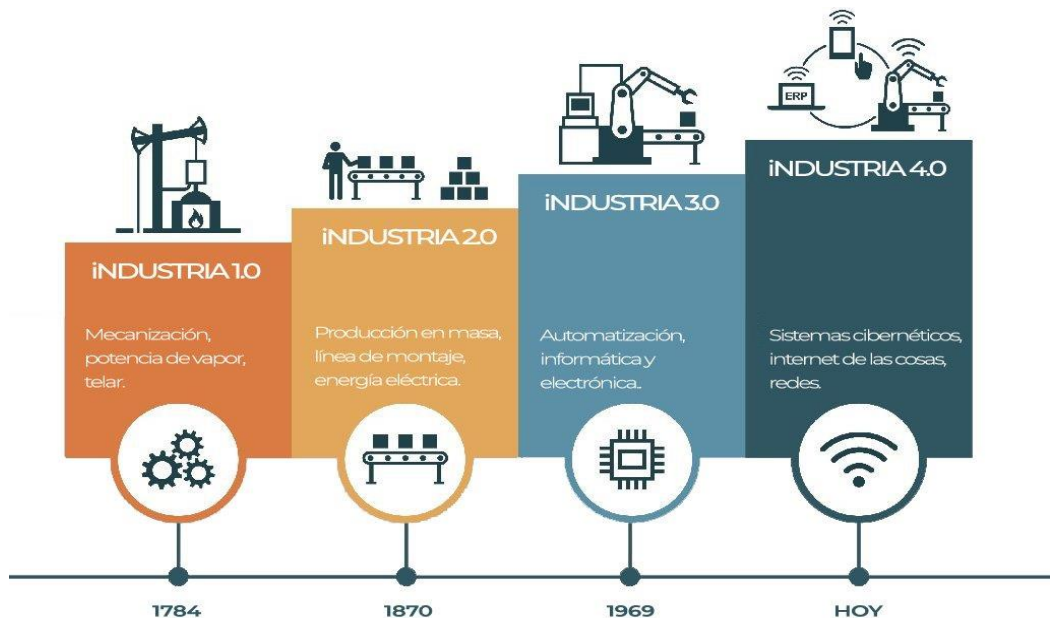 ERP
iNDUSTRIA 1.0
Mecanización,
potencia de vapor,
telar.
1784
iNDUSTRIA 2.0
Producción en masa,
línea de montaje,
energía eléctrica.
1870
iNDUSTRIA 3.0
Automatización,
informática y
electrónica.
1969
iNDUSTRIA 4.0
Sistemas cibernéticos,
internet de las cosas,
redes.
HOY